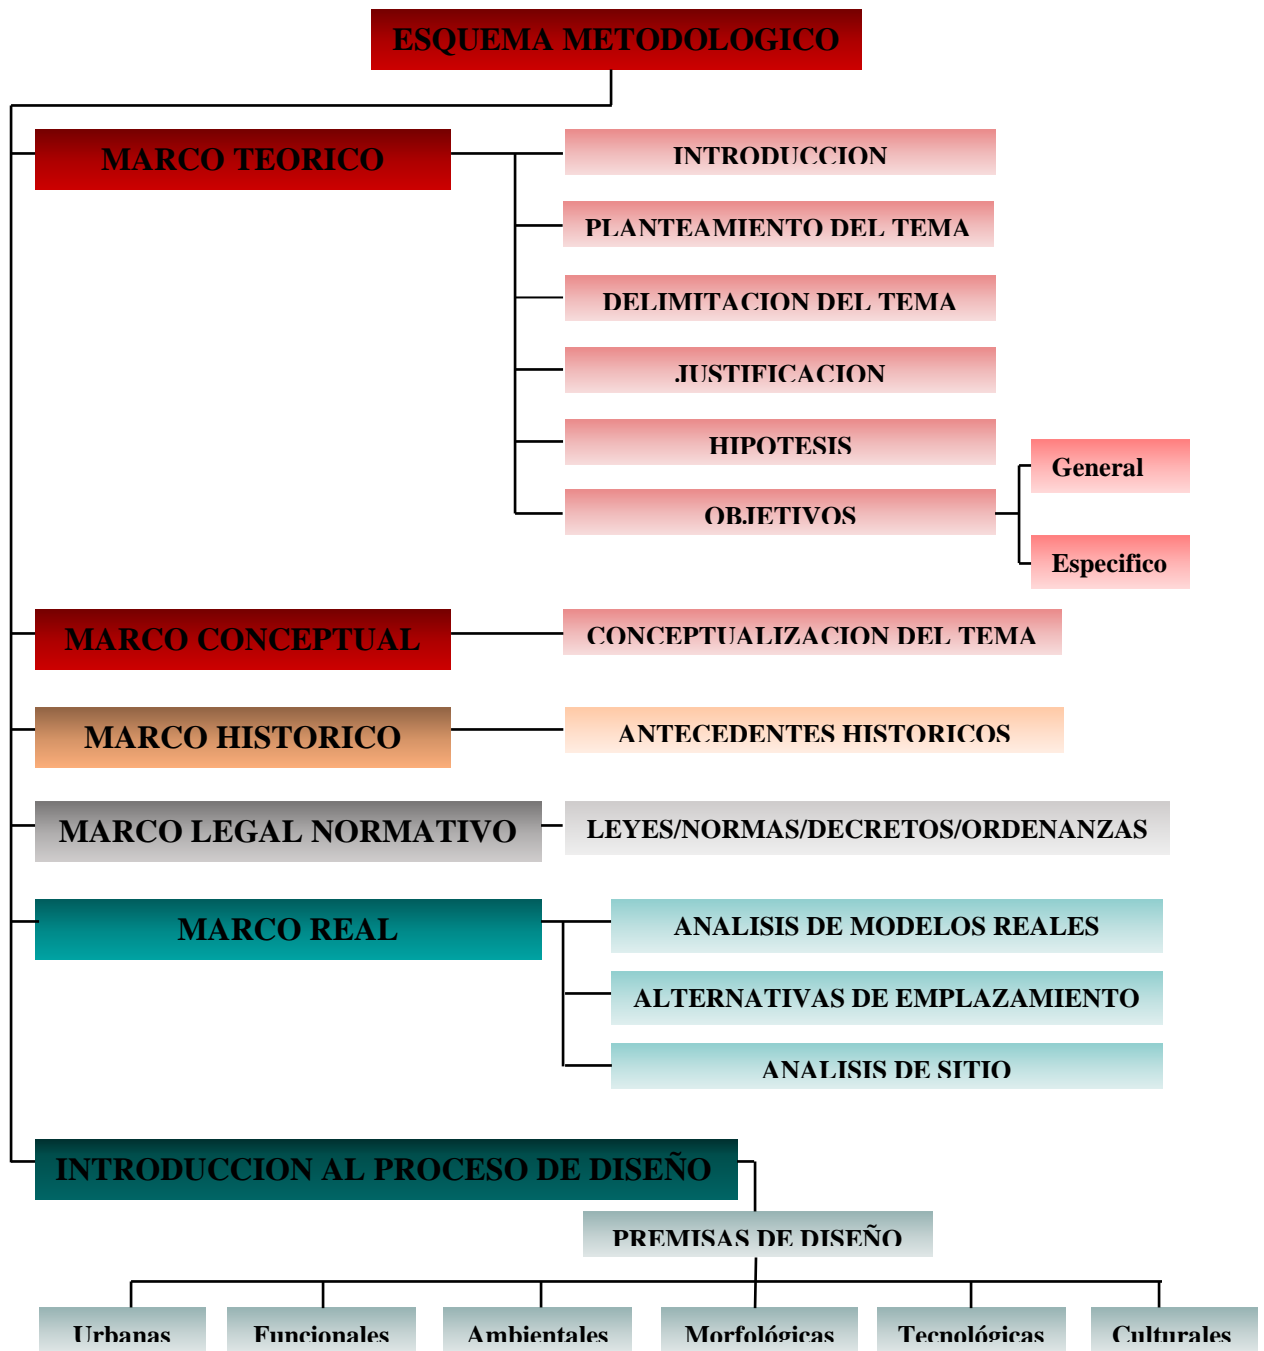 ESQUEMA METODOLOGICO
MARCO TEORICO
INTRODUCCION
PLANTEAMIENTO DEL TEMA
DELIMITACION DEL TEMA
JUSTIFICACION
HIPOTESIS
OBJETIVOS
General
Especifico
MARCO CONCEPTUAL
CONCEPTUALIZACION DEL TEMA
MARCO HISTORICO
ANTECEDENTES HISTORICOS
MARCO LEGAL NORMATIVO
LEYES/NORMAS/DECRETOS/ORDENANZAS
MARCO REAL
ANALISIS DE MODELOS REALES
ALTERNATIVAS DE EMPLAZAMIENTO
ANALISIS DE SITIO
INTRODUCCION AL PROCESO DE DISEÑO
PREMISAS DE DISEÑO
Urbanas
Funcionales
Ambientales
Morfológicas
Tecnológicas
Culturales